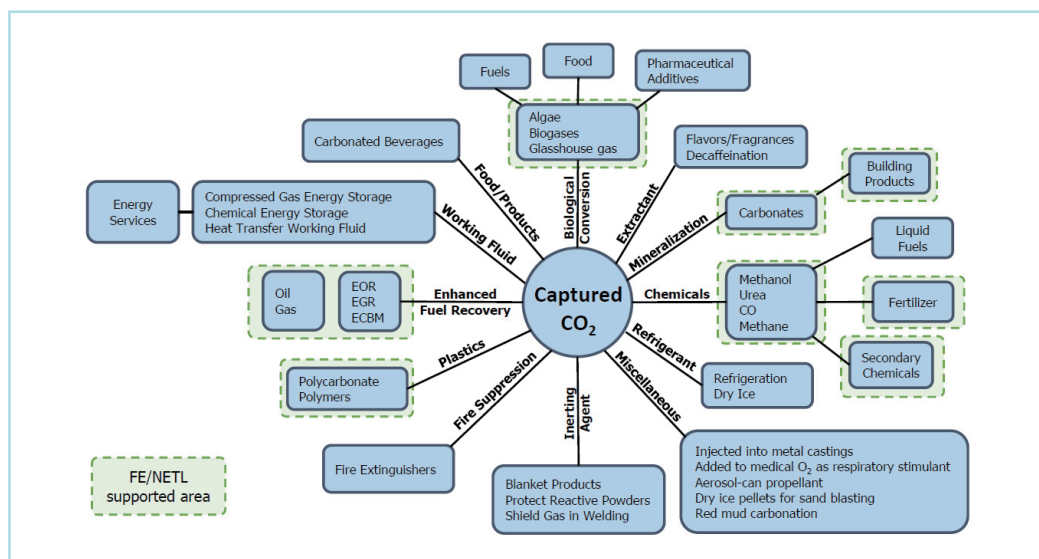 Fuels
Food
Pharmaceutical
Additives
Algae
Biogases
Glasshouse gas
Carbonated Beverages
Flavors/Fragrances
Decaffeination
Building
Products
Energy
Services
Compressed Gas Energy Storage
Chemical Energy Storage
Heat Transfer Working Fluid
Food/Products
Working Fluid
Biological
Conversion
Extractant
Mineralization
Carbonates
Liquid
Fuels
Oil
Gas
EOR
EGR
ECBM
Enhanced
Fuel Recovery
Captured
CO₂
Chemicals
Methanol
Urea
CO
Methane
Fertilizer
Secondary
Chemicals
Plastics
Polycarbonate
Polymers
Fire Suppression
Inerting
Agent
Refrigerant
Miscellaneous
Refrigeration
Dry Ice
FE/NETL
supported area
Fire Extinguishers
Blanket Products
Protect Reactive Powders
Shield Gas in Welding
Injected into metal castings
Added to medical O₂ as respiratory stimulant
Aerosol-can propellant
Dry ice pellets for sand blasting
Red mud carbonation